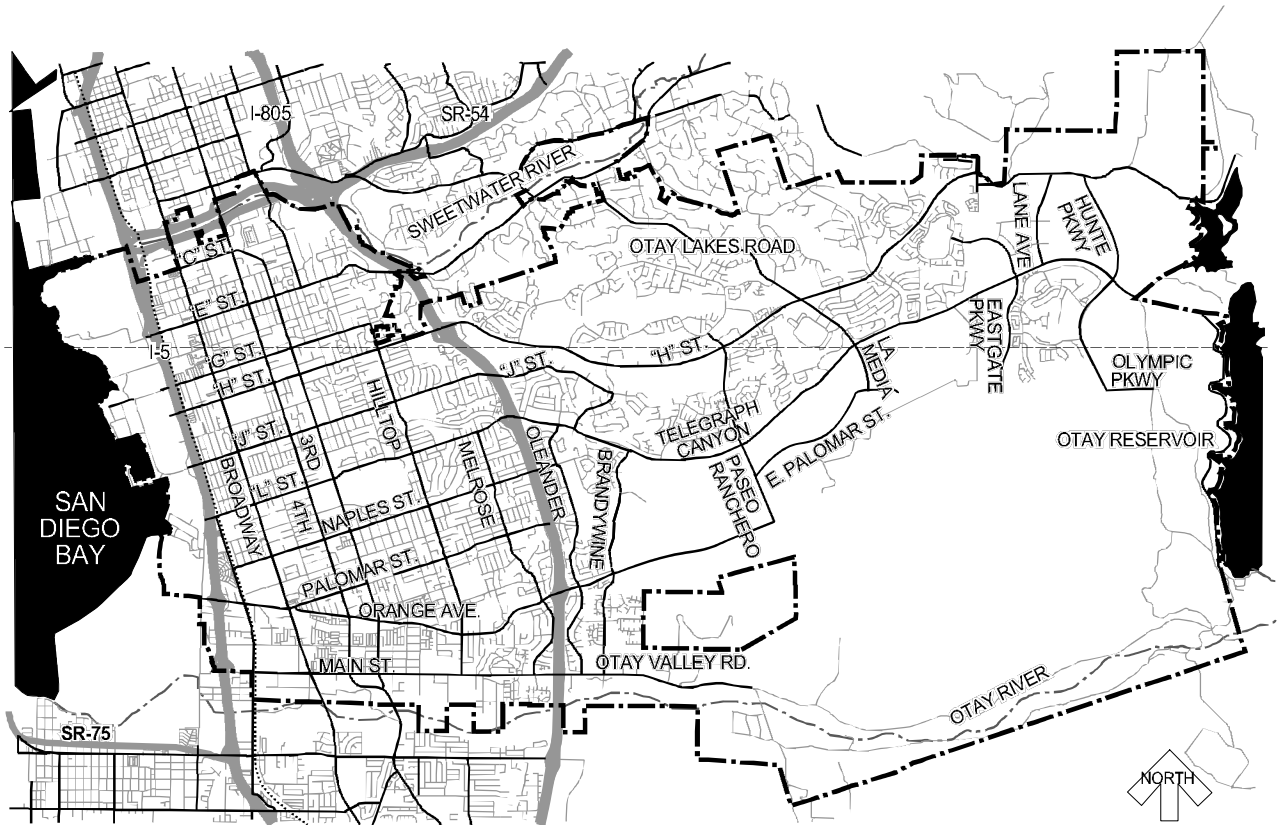 I-805
SR-54
SWEETWATER RIVER
OTAY LAKES ROAD
LANE AVE
HUNTE
PKWY
"C" ST.
"E" ST.
I-5
"G" ST.
"H" ST.
"J" ST.
"H" ST.
EASTGATE
PKWY
LA
MEDIA
OLYMPIC
PKWY
HILLTOP
"J" ST.
3RD
TELEGRAPH
CANYON
E. PALOMAR ST.
OTAY RESERVOIR
OLEANDER
MELROSE
BRANDYWINE
PASEO
RANCHERO
BROADWAY
"L" ST.
4TH
NAPLES ST.
SAN
DIEGO
BAY
PALOMAR ST.
ORANGE AVE.
MAIN ST.
OTAY VALLEY RD.
OTAY RIVER
SR-75
NORTH